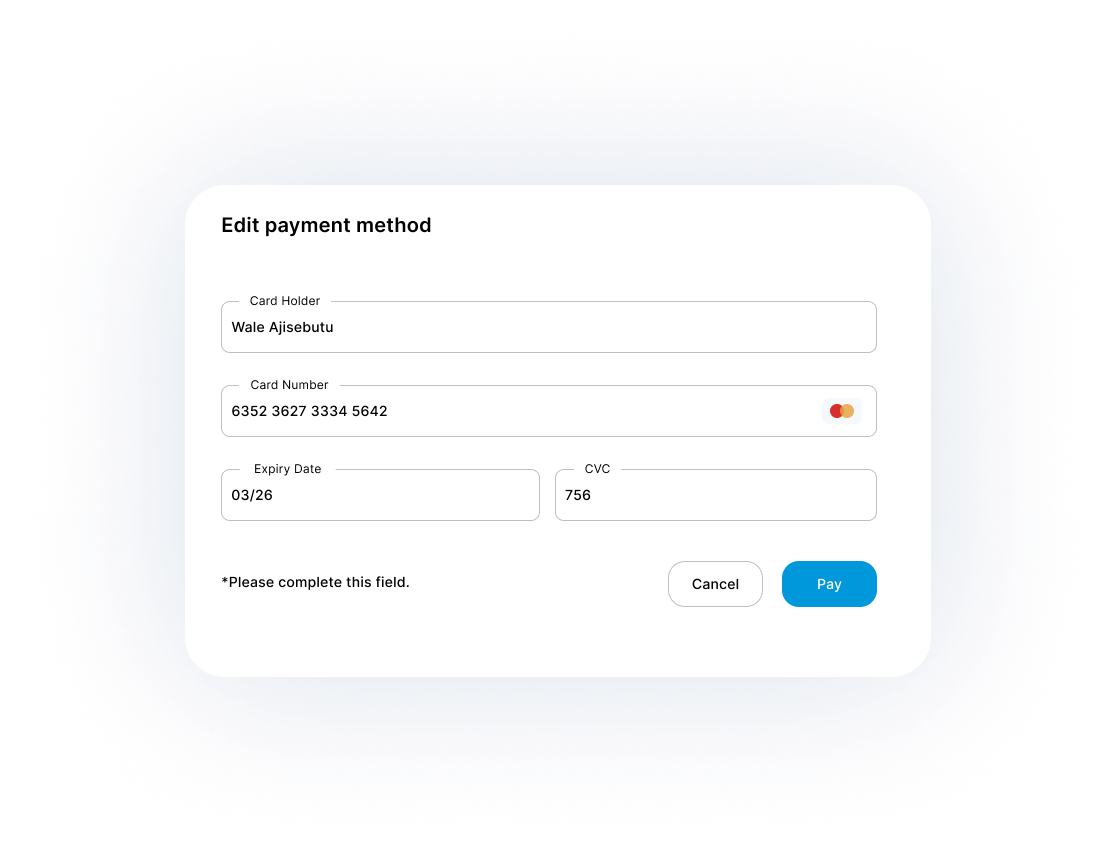 Edit payment method
Card Holder
Wale Ajisebutu
Card Number
6352 3627 3334 5642
Expiry Date
03/26
CVC
756
*Please complete this field.
Cancel
Pay